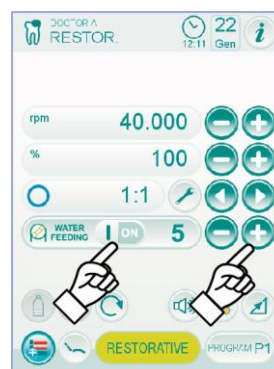 DOCTOR A
RESTOR.
12:11
22
Gen
i
rpm 40.000
% 100
1:1
WATER
FEEDING
I ON 5
RESTORATIVE
PROGRAM P1